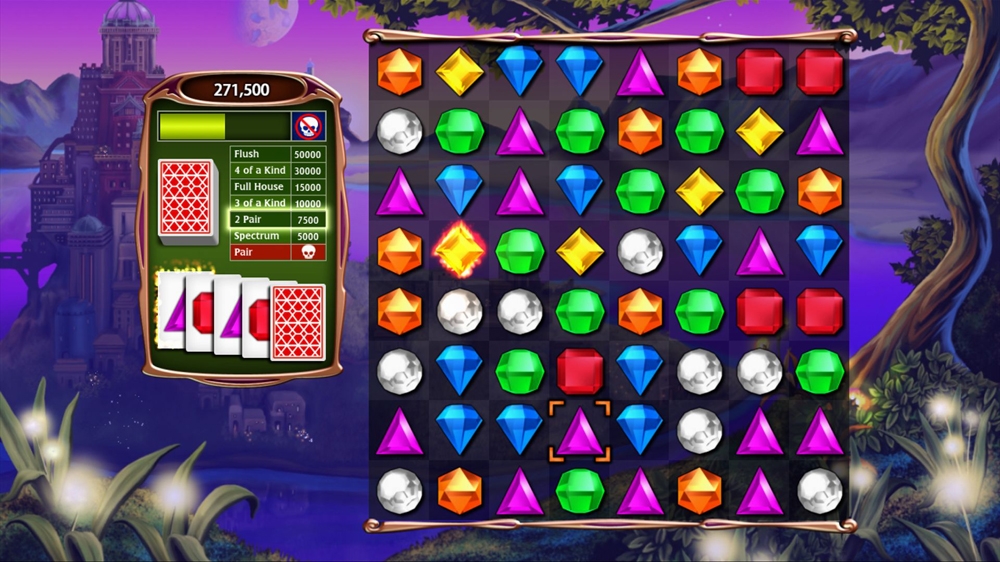 271,500
Flush 50000
4 of a Kind 30000
Full House 15000
3 of a Kind 10000
2 Pair 7500
Spectrum 5000
Pair